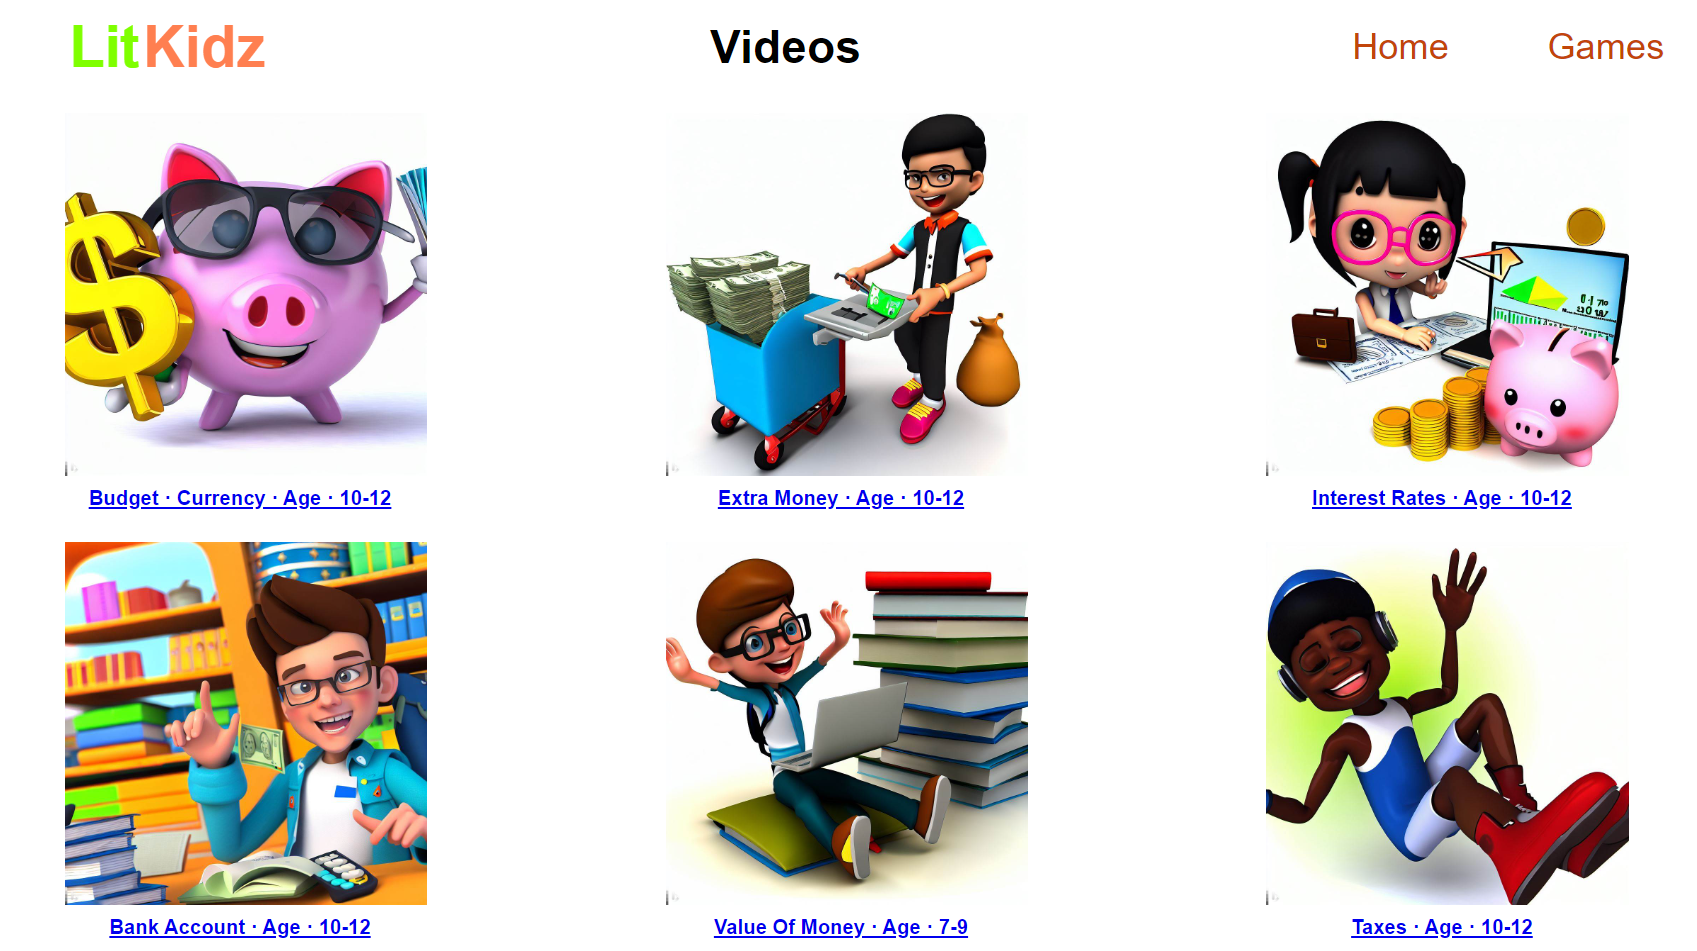 LitKidz
Videos
Home
Games
Budget · Currency · Age · 10-12
Extra Money · Age · 10-12
Interest Rates · Age · 10-12
Bank Account · Age · 10-12
Value Of Money · Age · 7-9
Taxes · Age · 10-12